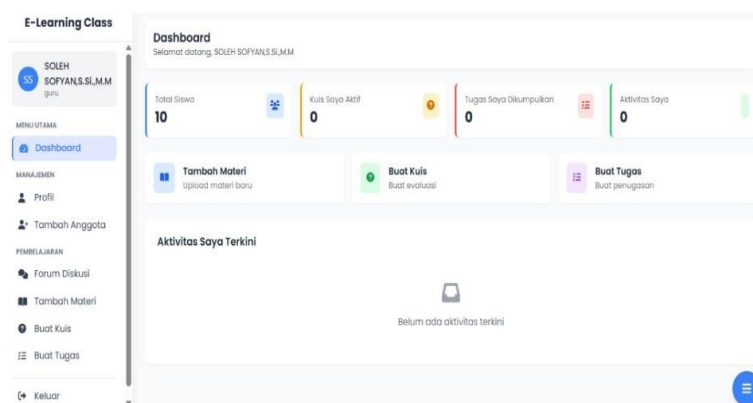 E-Learning Class
SS
SOLEH
SOFYAN,S.Si.,M.M
guru
MENU UTAMA
Dashboard
MANAJEMEN
Profil
Tambah Anggota
PEMBELAJARAN
Forum Diskusi
Tambah Materi
Buat Kuis
Buat Tugas
Keluar
Dashboard
Selamat datang, SOLEH SOFYAN,S.Si.,M.M
Total Siswa
10
Kuis Saya Aktif
0
Tugas Saya Dikumpulkan
0
Aktivitas Saya
0
Tambah Materi
Upload materi baru
Buat Kuis
Buat evaluasi
Buat Tugas
Buat penugasan
Aktivitas Saya Terkini
Belum ada aktivitas terkini